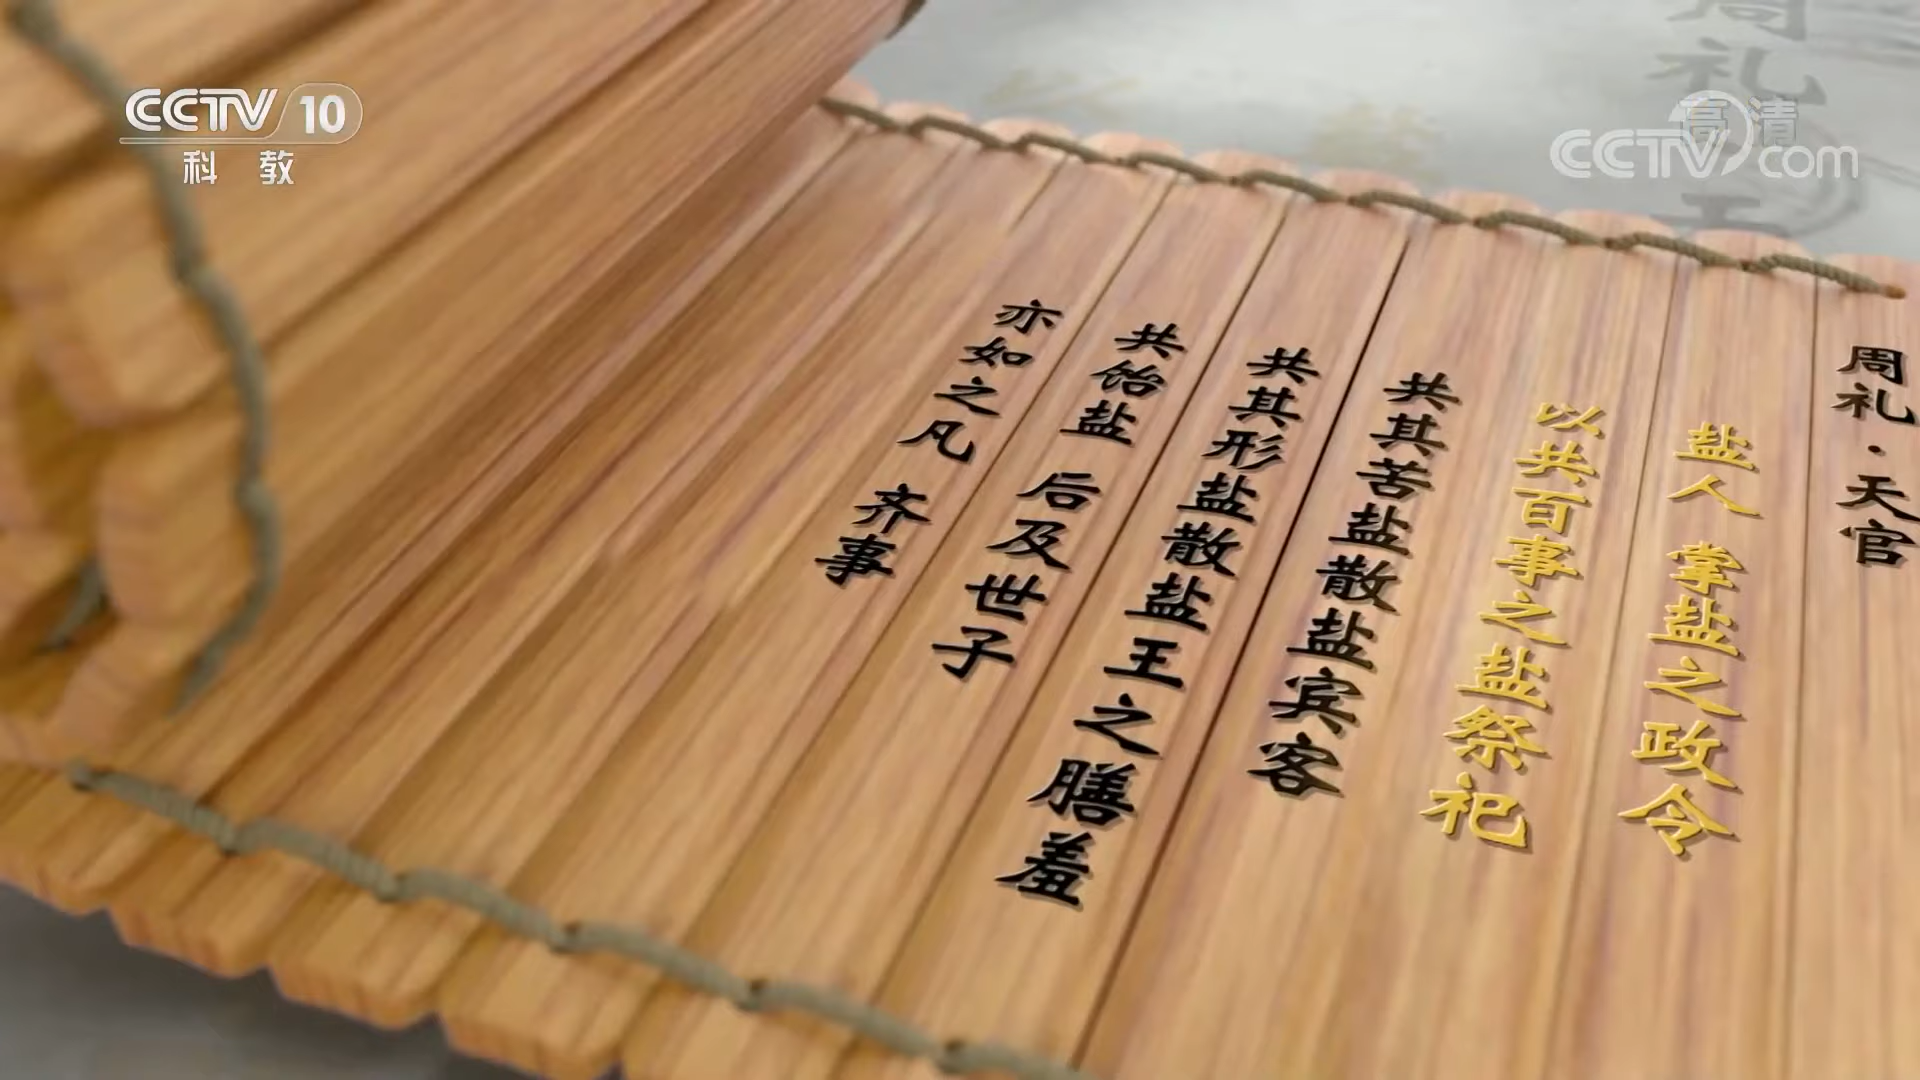 CCTV 10
科教
高清
CCTV com
周礼
周礼·天官
盐人 掌盐之政令
以共百事之盐祭祀
共其苦盐散盐宾客
共其形盐散盐王之膳羞
共饴盐 后及世子
亦如之凡 齐事